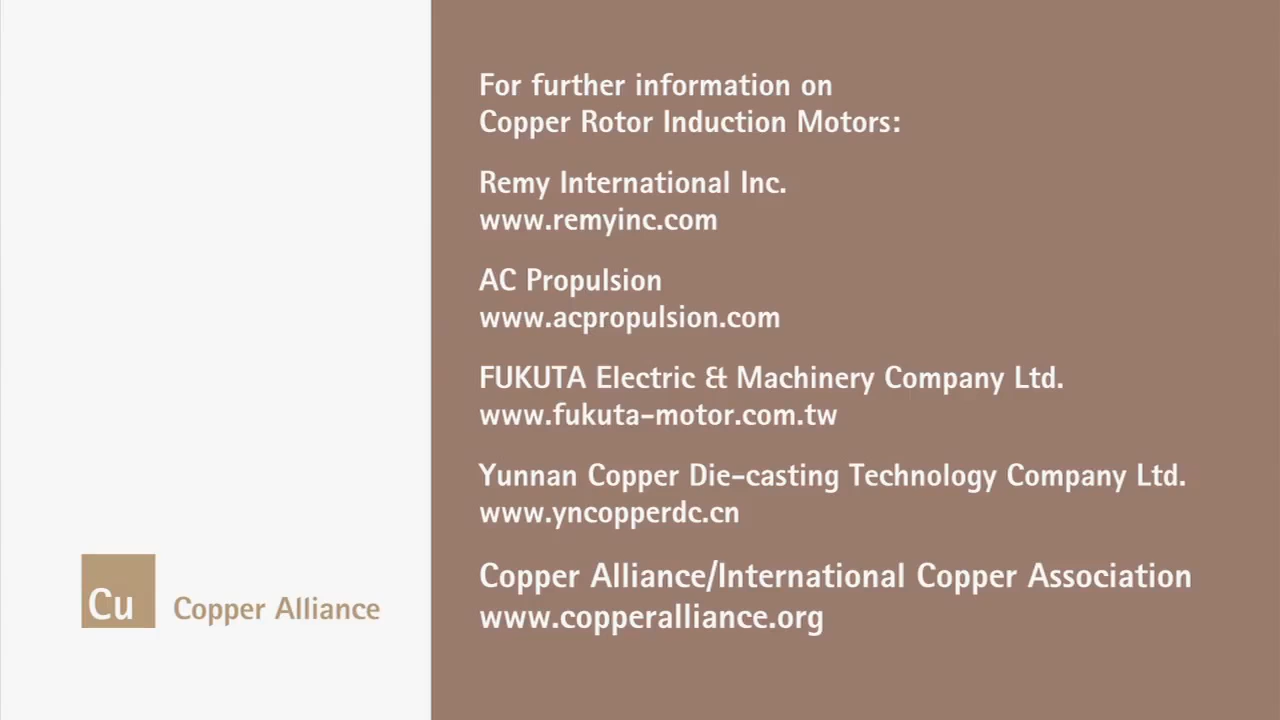 For further information on
Copper Rotor Induction Motors:
Remy International Inc.
www.remyinc.com
AC Propulsion
www.acpropulsion.com
FUKUTA Electric & Machinery Company Ltd.
www.fukuta-motor.com.tw
Yunnan Copper Die-casting Technology Company Ltd.
www.yncopperdc.cn
Copper Alliance/International Copper Association
www.copperalliance.org
Cu Copper Alliance